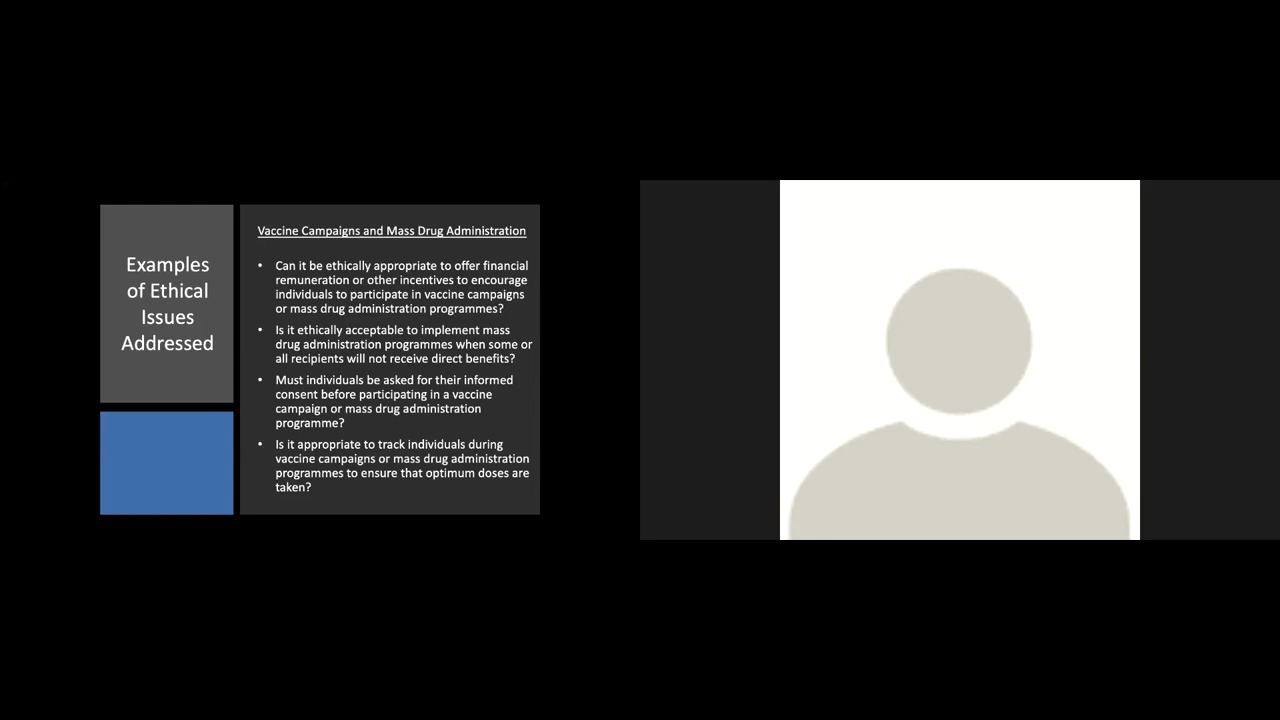 Examples
of Ethical
Issues
Addressed
Vaccine Campaigns and Mass Drug Administration
• Can it be ethically appropriate to offer financial
remuneration or other incentives to encourage
individuals to participate in vaccine campaigns
or mass drug administration programmes?
• Is it ethically acceptable to implement mass
drug administration programmes when some or
all recipients will not receive direct benefits?
• Must individuals be asked for their informed
consent before participating in a vaccine
campaign or mass drug administration
programme?
• Is it appropriate to track individuals during
vaccine campaigns or mass drug administration
programmes to ensure that optimum doses are
taken?